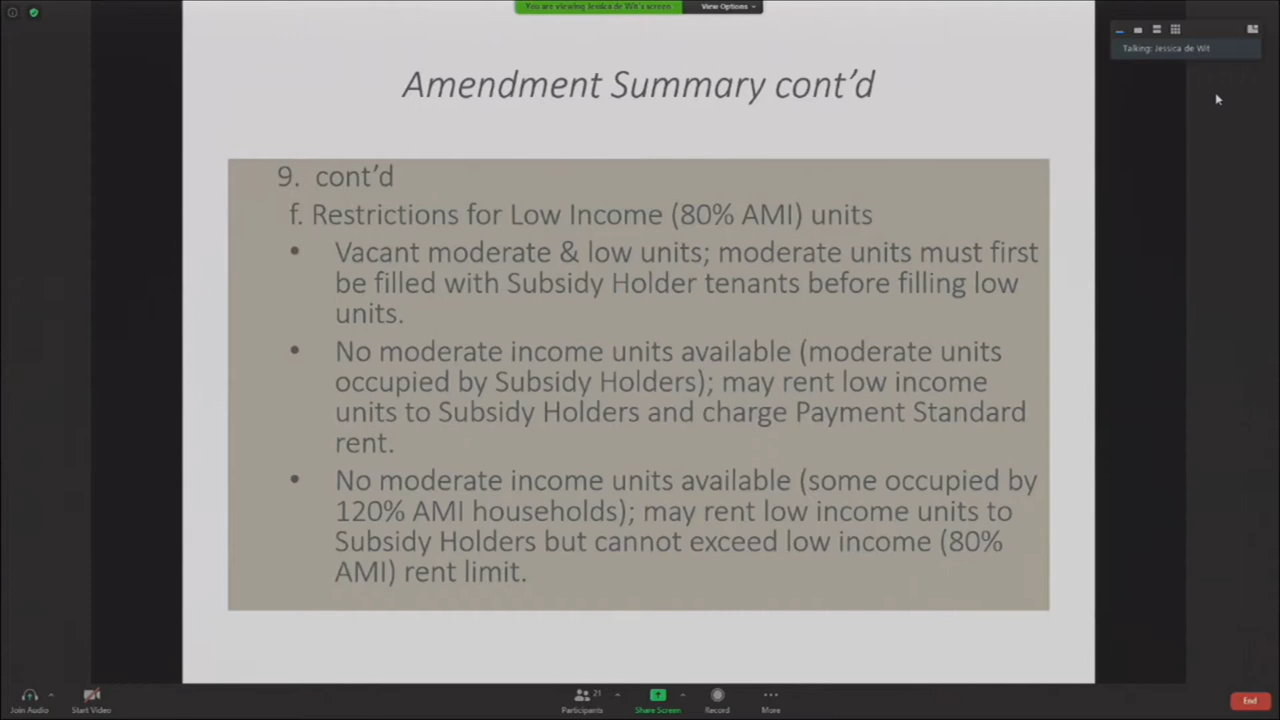 You are viewing Jessica de Wit's screen
View Options
Talking: Jessica de Wit
Amendment Summary cont'd
9. cont'd
f. Restrictions for Low Income (80% AMI) units
• Vacant moderate & low units; moderate units must first
be filled with Subsidy Holder tenants before filling low
units.
• No moderate income units available (moderate units
occupied by Subsidy Holders); may rent low income
units to Subsidy Holders and charge Payment Standard
rent.
• No moderate income units available (some occupied by
120% AMI households); may rent low income units to
Subsidy Holders but cannot exceed low income (80%
AMI) rent limit.
Join Audio
Start Video
21
Participants
Share Screen
Record
More
End